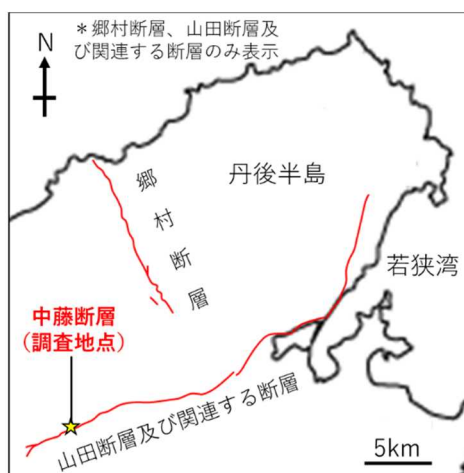 *郷村断層、山田断層及
び関連する断層のみ表示
N
丹後半島
郷村断層
若狭湾
中藤断層
(調査地点)
山田断層及び関連する断層
5km